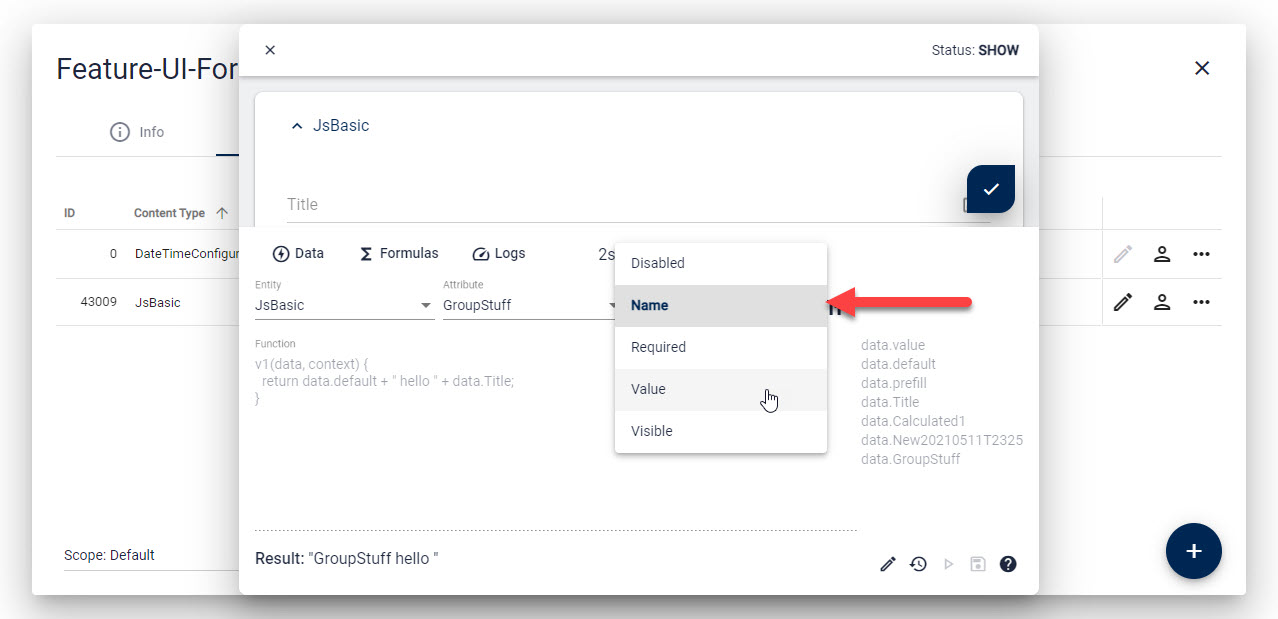 Feature-UI-For
Status: SHOW
Info
JsBasic
Title
ID Content Type
0 DateTimeConfigur
43009 JsBasic
Data Formulas Logs 2s
Entity
JsBasic
Attribute
GroupStuff
Disabled
Name
Required
Value
Visible
Function
v1(data, context) {
return data.default + " hello " + data.Title;
}
data.value
data.default
data.prefill
data.Title
data.Calculated1
data.New20210511T2325
data.GroupStuff
Result: "GroupStuff hello "
Scope: Default